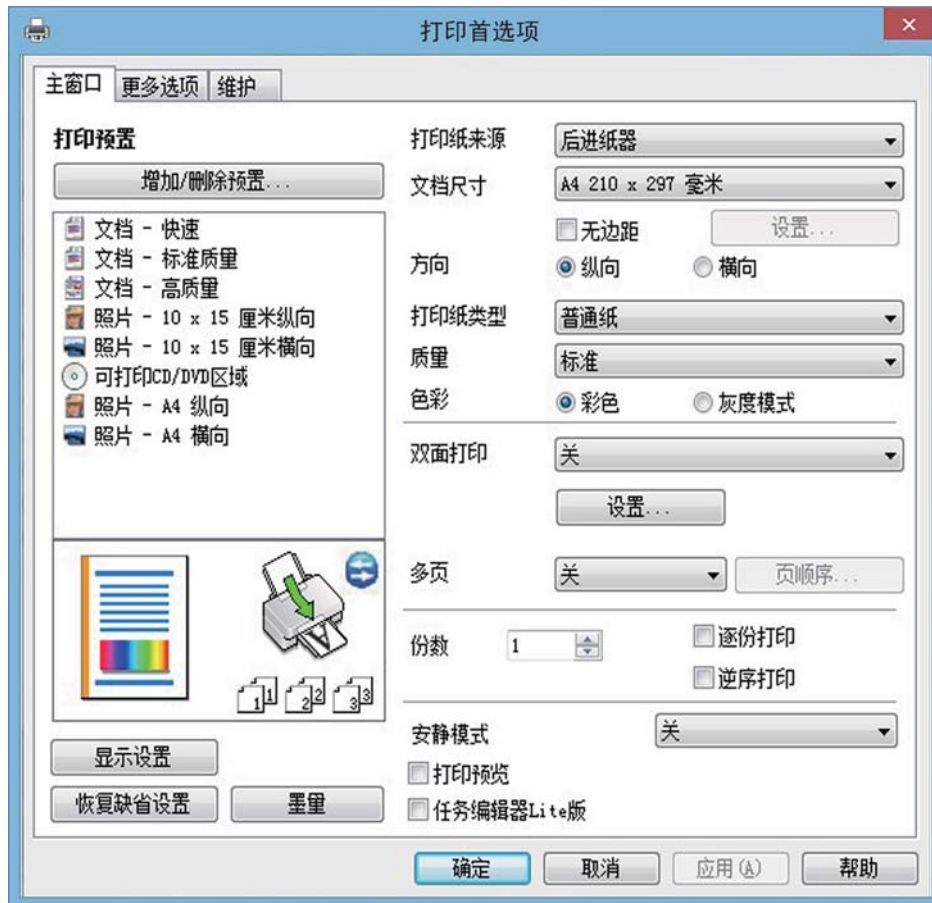 打印首选项
主窗口 更多选项 维护
打印预置
增加/删除预置...
文档 - 快速
文档 - 标准质量
文档 - 高质量
照片 - 10 x 15 厘米纵向
照片 - 10 x 15 厘米横向
可打印CD/DVD区域
照片 - A4 纵向
照片 - A4 横向
1 1 2 2 3 3
显示设置
恢复缺省设置 墨量
打印纸来源 后进纸器
文档尺寸 A4 210 x 297 毫米
无边距 设置...
方向 纵向 横向
打印纸类型 普通纸
质量 标准
色彩 彩色 灰度模式
双面打印 关
设置...
多页 关 页顺序...
份数 1 逐份打印
逆序打印
安静模式 关
打印预览
任务编辑器Lite版
确定 取消 应用(A) 帮助